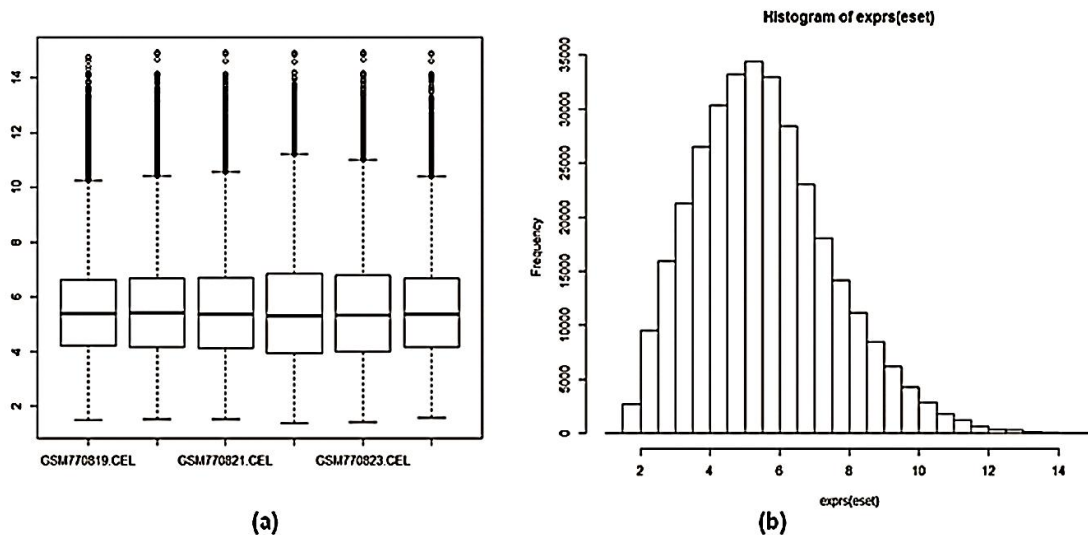 Histogram of exprs(eset)
14
12
10
8
6
4
2
GSM770819.CEL GSM770821.CEL GSM770823.CEL
(a)
Frequency
35000
30000
25000
20000
15000
10000
5000
0
2 4 6 8 10 12 14
exprs(eset)
(b)